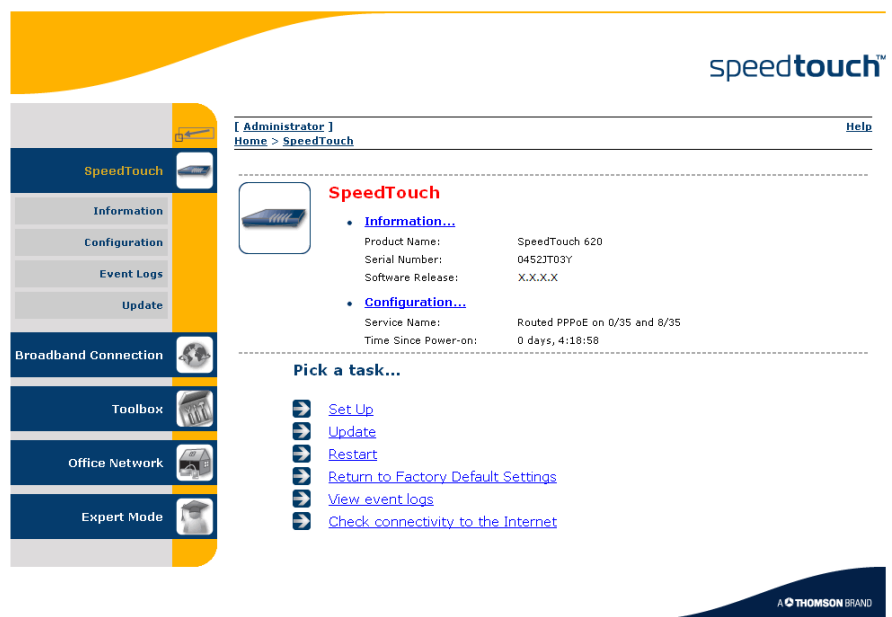 speedtouch™
[ Administrator ]
Help
Home > SpeedTouch
SpeedTouch
Information
Configuration
Event Logs
Update
Broadband Connection
Toolbox
Office Network
Expert Mode
SpeedTouch
Information...
Product Name: SpeedTouch 620
Serial Number: 0452JT03Y
Software Release: X.X.X.X
Configuration...
Service Name: Routed PPPoE on 0/35 and 8/35
Time Since Power-on: 0 days, 4:18:58
Pick a task...
Set Up
Update
Restart
Return to Factory Default Settings
View event logs
Check connectivity to the Internet
A THOMSON BRAND